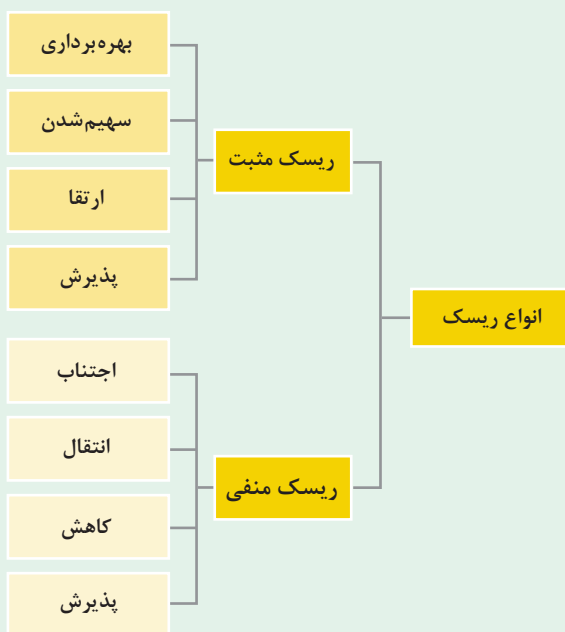 انواع ریسک
ریسک مثبت
بهره‌برداری
سهیم‌شدن
ارتقا
پذیرش
ریسک منفی
اجتناب
انتقال
کاهش
پذیرش